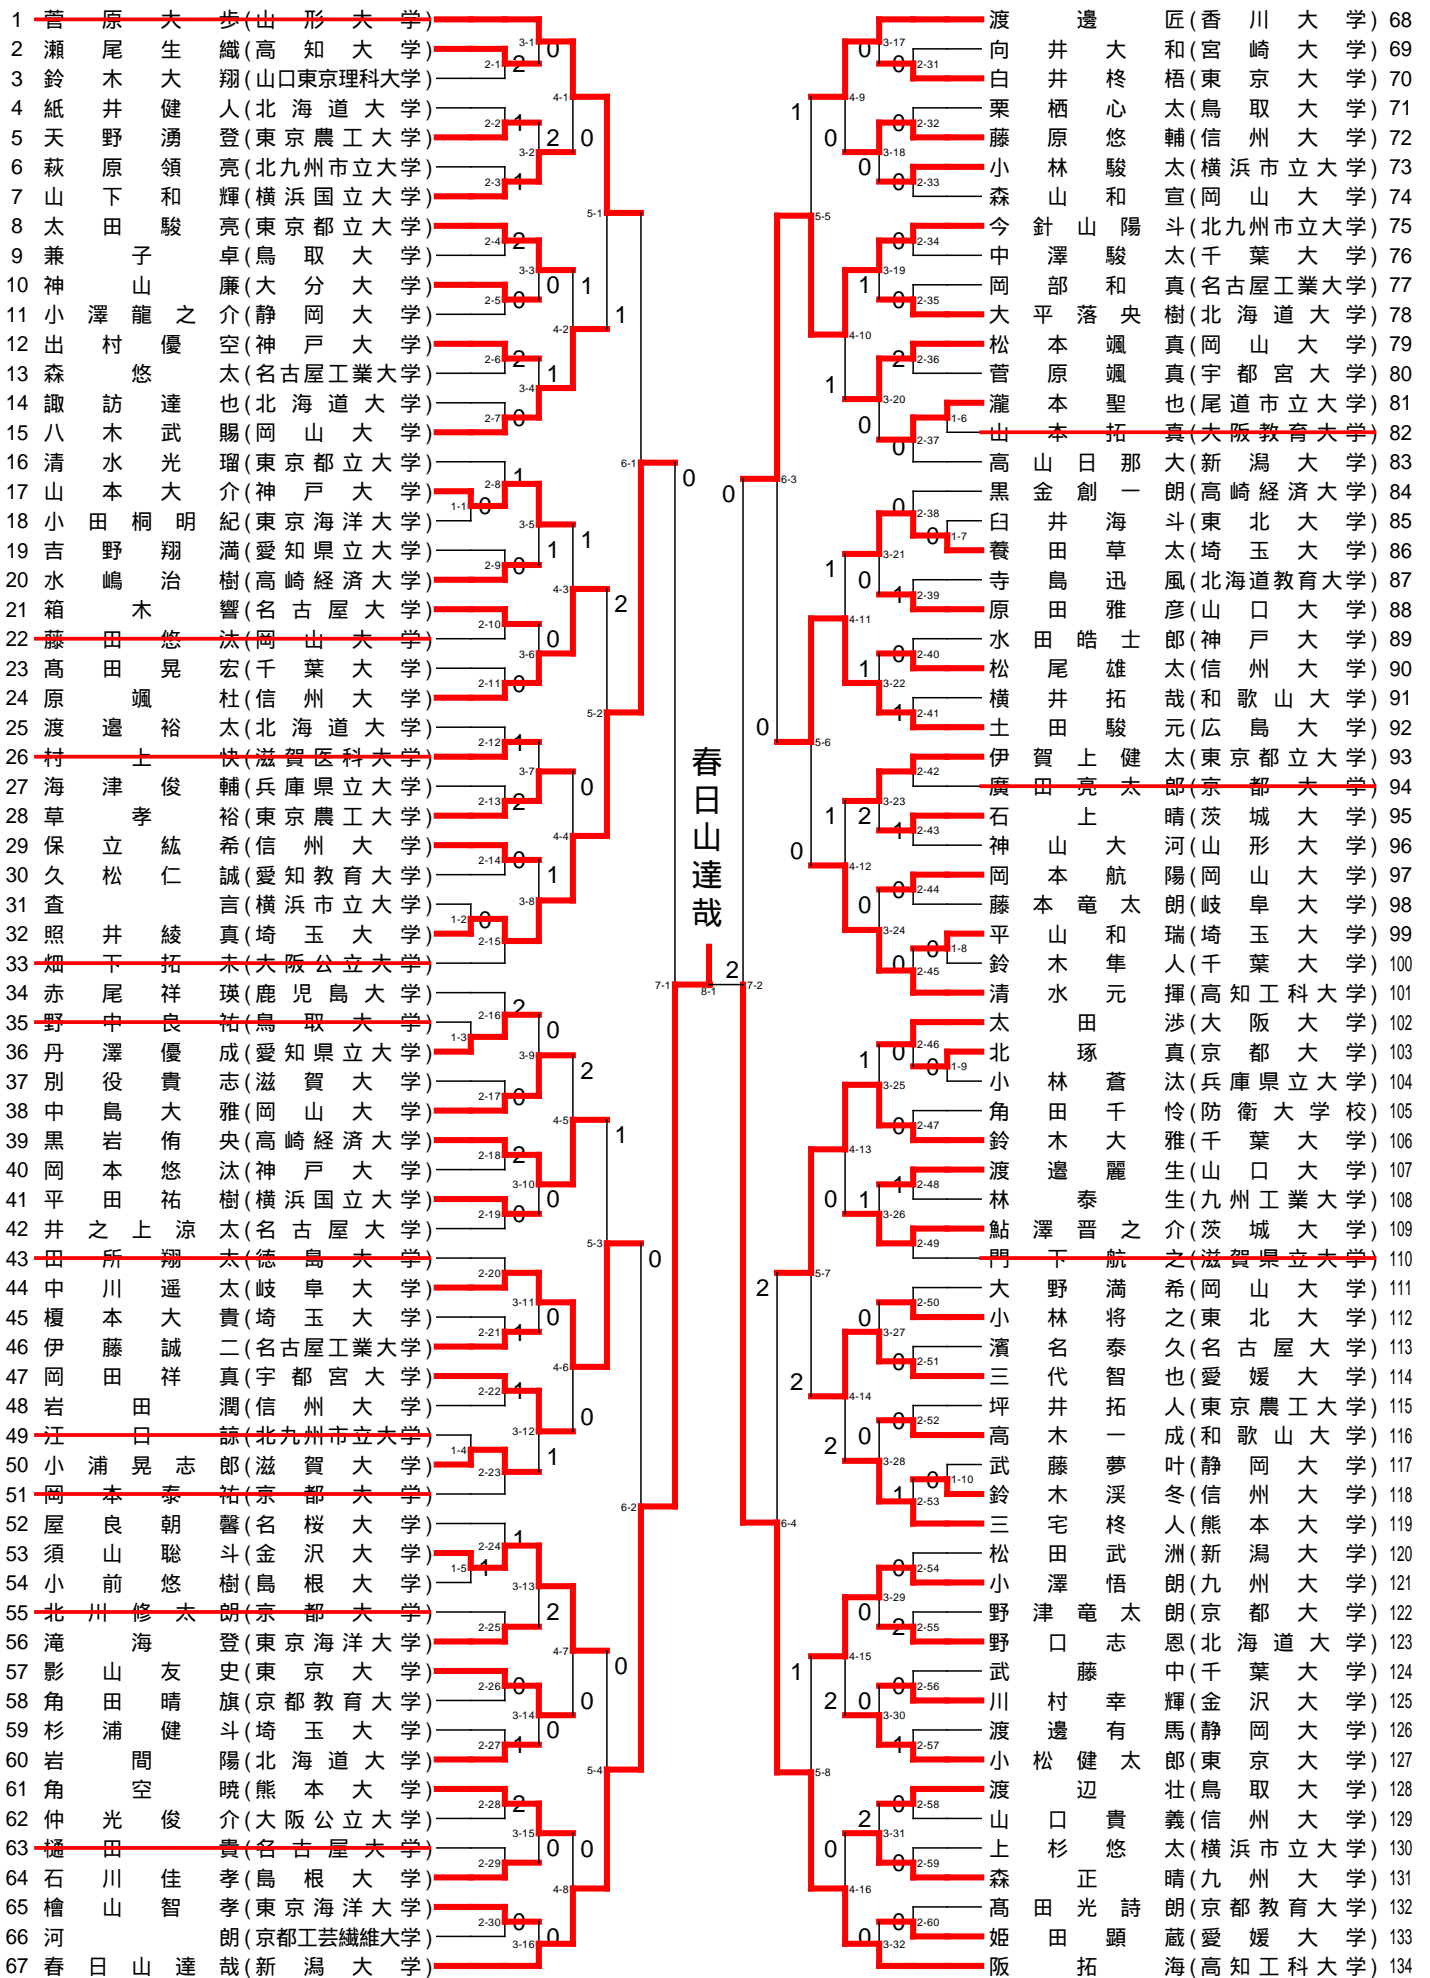 1 菅原大歩(山形大学)
2 瀬尾生織(高知大学)
3 鈴木大翔(山口東京理科大学)
4 紙井健人(北海道大学)
5 天野湧登(東京農工大学)
6 萩原領亮(北九州市立大学)
7 山下和輝(横浜国立大学)
8 太田駿亮(東京都立大学)
9 兼子卓(鳥取大学)
10 神山廉(大分大学)
11 小澤龍之介(静岡大学)
12 出村優空(神戸大学)
13 森悠太(名古屋工業大学)
14 諏訪達也(北海道大学)
15 八木武賜(岡山大学)
16 清水光瑠(東京都立大学)
17 山本大介(神戸大学)
18 小田桐明紀(東京海洋大学)
19 吉野翔満(愛知県立大学)
20 水嶋治樹(高崎経済大学)
21 箱木響(名古屋大学)
22 藤田悠汰(岡山大学)
23 髙田晃宏(千葉大学)
24 原颯杜(信州大学)
25 渡邉裕太(北海道大学)
26 村上快(滋賀医科大学)
27 海津俊輔(兵庫県立大学)
28 草孝裕(東京農工大学)
29 保立紘希(信州大学)
30 久松仁誠(愛知教育大学)
31 査言(横浜市立大学)
32 照井綾真(埼玉大学)
33 畑下拓未(大阪公立大学)
34 赤尾祥瑛(鹿児島大学)
35 野中良祐(鳥取大学)
36 丹澤優成(愛知県立大学)
37 別役貴志(滋賀大学)
38 中島大雅(岡山大学)
39 黒岩侑央(高崎経済大学)
40 岡本悠汰(神戸大学)
41 平田祐樹(横浜国立大学)
42 井之上涼太(名古屋大学)
43 田所翔太(徳島大学)
44 中川遥太(岐阜大学)
45 榎本大貴(埼玉大学)
46 伊藤誠二(名古屋工業大学)
47 岡田祥真(宇都宮大学)
48 岩田潤(信州大学)
49 汪日諒(北九州市立大学)
50 小浦晃志郎(滋賀大学)
51 岡本泰祐(京都大学)
52 屋良朝馨(名桜大学)
53 須山聡斗(金沢大学)
54 小前悠樹(島根大学)
55 北川修太朗(京都大学)
56 滝海登(東京海洋大学)
57 影山友史(東京大学)
58 角田晴旗(京都教育大学)
59 杉浦健斗(埼玉大学)
60 岩間陽(北海道大学)
61 角空暁(熊本大学)
62 仲光俊介(大阪公立大学)
63 樋田貴(名古屋大学)
64 石川佳孝(島根大学)
65 檜山智孝(東京海洋大学)
66 河朗(京都工芸繊維大学)
67 春日山達哉(新潟大学)
春日山達哉
渡邊匠(香川大学) 68
向井大和(宮崎大学) 69
白井柊梧(東京大学) 70
栗栖心太(鳥取大学) 71
藤原悠輔(信州大学) 72
小林駿太(横浜市立大学) 73
森山和宣(岡山大学) 74
今針山陽斗(北九州市立大学) 75
中澤駿太(千葉大学) 76
岡部和真(名古屋工業大学) 77
大平落央樹(北海道大学) 78
松本颯真(岡山大学) 79
菅原颯真(宇都宮大学) 80
瀧本聖也(尾道市立大学) 81
山本拓真(大阪教育大学) 82
高山日那大(新潟大学) 83
黒金創一朗(高崎経済大学) 84
臼井海斗(東北大学) 85
養田草太(埼玉大学) 86
寺島迅風(北海道教育大学) 87
原田雅彦(山口大学) 88
水田皓士郎(神戸大学) 89
松尾雄太(信州大学) 90
横井拓哉(和歌山大学) 91
土田駿元(広島大学) 92
伊賀上健太(東京都立大学) 93
廣田亮太郎(京都大学) 94
石上晴(茨城大学) 95
神山大河(山形大学) 96
岡本航陽(岡山大学) 97
藤本竜太朗(岐阜大学) 98
平山和瑞(埼玉大学) 99
鈴木隼人(千葉大学) 100
清水元揮(高知工科大学) 101
太田渉(大阪大学) 102
北琢真(京都大学) 103
小林蒼汰(兵庫県立大学) 104
角田千怜(防衛大学校) 105
鈴木大雅(千葉大学) 106
渡邉麗生(山口大学) 107
林泰生(九州工業大学) 108
鮎澤晋之介(茨城大学) 109
門下航之(滋賀県立大学) 110
大野満希(岡山大学) 111
小林将之(東北大学) 112
濱名泰久(名古屋大学) 113
三代智也(愛媛大学) 114
坪井拓人(東京農工大学) 115
高木一成(和歌山大学) 116
武藤夢叶(静岡大学) 117
鈴木渓冬(信州大学) 118
三宅柊人(熊本大学) 119
松田武洲(新潟大学) 120
小澤悟朗(九州大学) 121
野津竜太朗(京都大学) 122
野口志恩(北海道大学) 123
武藤中(千葉大学) 124
川村幸輝(金沢大学) 125
渡邊有馬(静岡大学) 126
小松健太郎(東京大学) 127
渡辺壮(鳥取大学) 128
山口貴義(信州大学) 129
上杉悠太(横浜市立大学) 130
森正晴(九州大学) 131
髙田光詩朗(京都教育大学) 132
姫田顕蔵(愛媛大学) 133
阪拓海(高知工科大学) 134